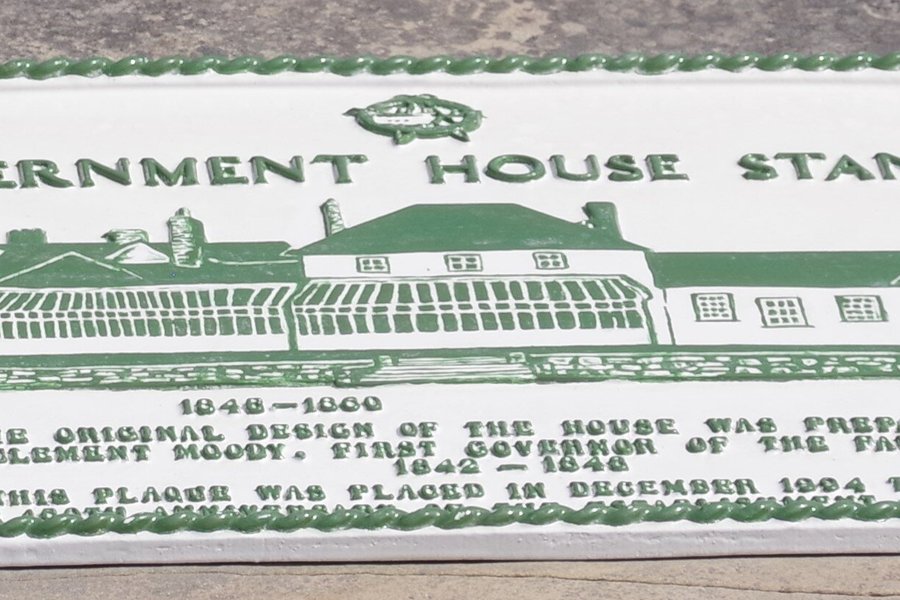 ERNMENT HOUSE STAN
1848-1860
E ORIGINAL DESIGN OF THE HOUSE WAS PREPA
LEMENT MOODY. FIRST GOVERNOR OF THE FA
1842 - 1848
THIS PLAQUE WAS PLACED IN DECEMBER 1994 T